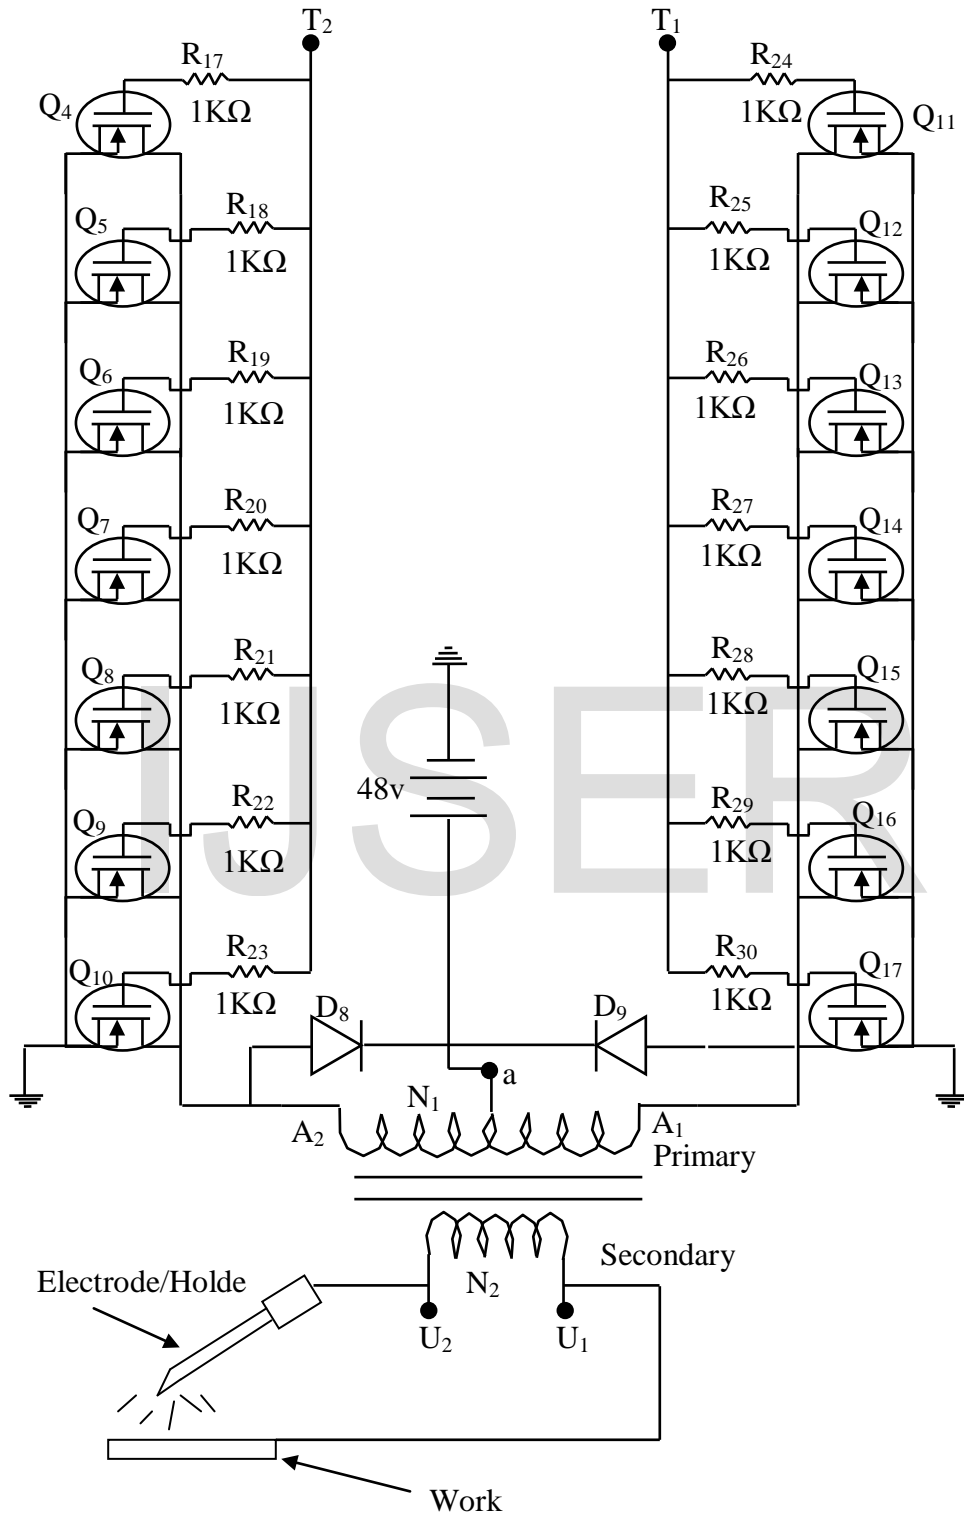 T₂ T₁
R₁₇ R₂₄
Q₄ 1KΩ 1KΩ Q₁₁
Q₅ R₁₈ R₂₅ Q₁₂
1KΩ 1KΩ
Q₆ R₁₉ R₂₆ Q₁₃
1KΩ 1KΩ
Q₇ R₂₀ R₂₇ Q₁₄
1KΩ 1KΩ
Q₈ R₂₁ R₂₈ Q₁₅
1KΩ 1KΩ
IJSER
48v
Q₉ R₂₂ R₂₉ Q₁₆
1KΩ 1KΩ
Q₁₀ R₂₃ R₃₀ Q₁₇
1KΩ D₈ D₉ 1KΩ
a
N₁
A₂ A₁
Primary
Secondary
Electrode/Holde N₂
U₂ U₁
Work